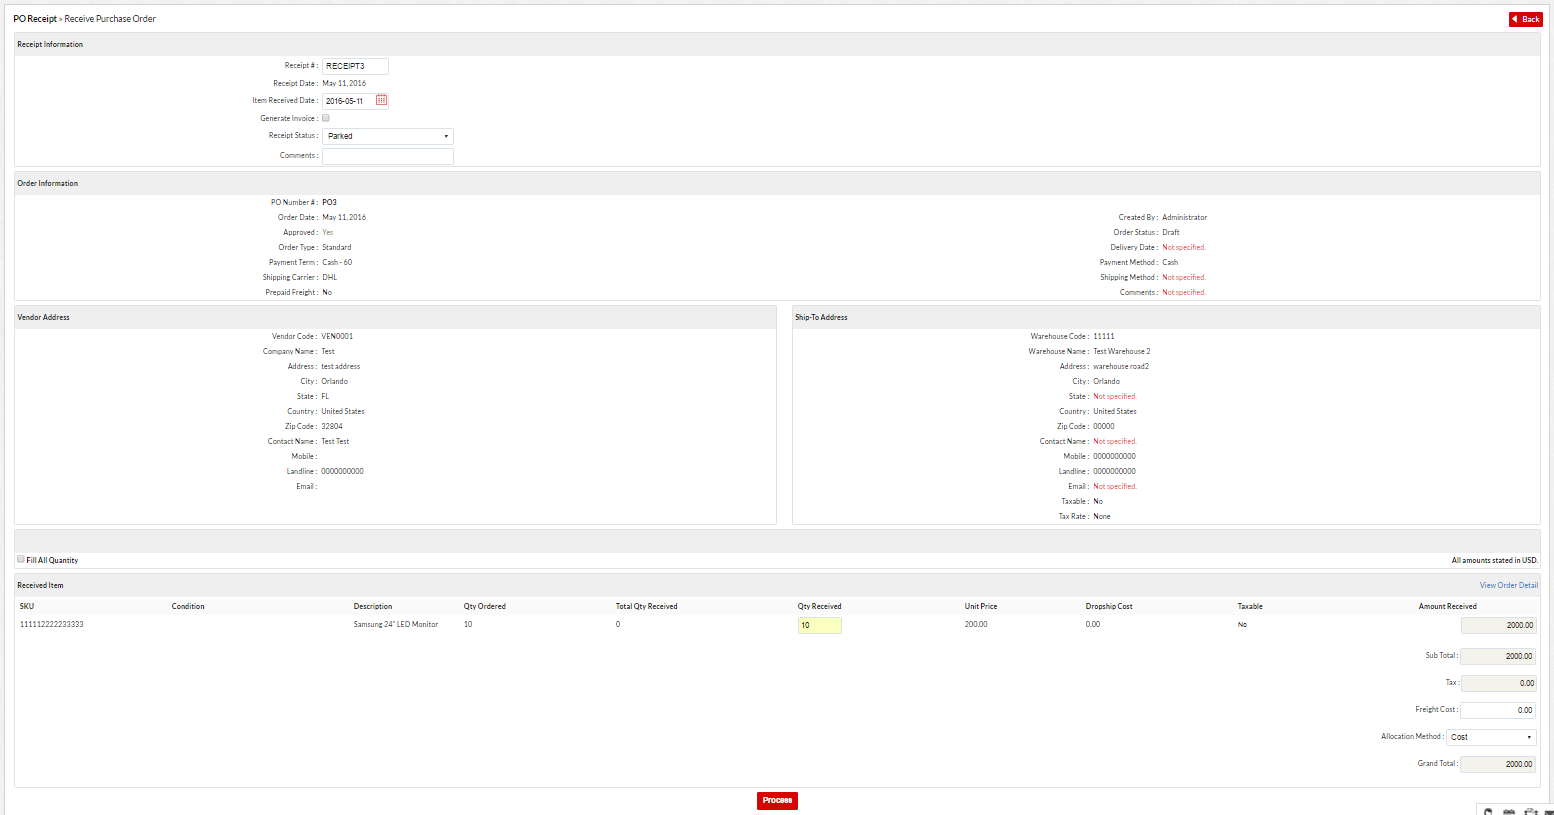 PO Receipt » Receive Purchase Order
Back
Receipt Information
Receipt # : RECEIPT3
Receipt Date : May 11, 2016
Item Received Date : 2016-05-11
Generate Invoice :
Receipt Status : Parked
Comments :
Order Information
PO Number # : PO3
Order Date : May 11, 2016 Created By : Administrator
Approved : Yes Order Status : Draft
Order Type : Standard Delivery Date : Not specified.
Payment Term : Cash - 60 Payment Method : Cash
Shipping Carrier : DHL Shipping Method : Not specified.
Prepaid Freight : No Comments : Not specified.
Vendor Address
Vendor Code : VEN0001
Company Name : Test
Address : test address
City : Orlando
State : FL
Country : United States
Zip Code : 32804
Contact Name : Test Test
Mobile :
Landline : 0000000000
Email :
Ship-To Address
Warehouse Code : 11111
Warehouse Name : Test Warehouse 2
Address : warehouse road2
City : Orlando
State : Not specified.
Country : United States
Zip Code : 00000
Contact Name : Not specified.
Mobile : 0000000000
Landline : 0000000000
Email : Not specified.
Taxable : No
Tax Rate : None
Fill All Quantity All amounts stated in USD.
Received Item View Order Detail
SKU Condition Description Qty Ordered Total Qty Received Qty Received Unit Price Dropship Cost Taxable Amount Received
111112222233333 Samsung 24" LED Monitor 10 0 10 200.00 0.00 No 2000.00
Sub Total : 2000.00
Tax : 0.00
Freight Cost : 0.00
Allocation Method : Cost
Grand Total : 2000.00
Process